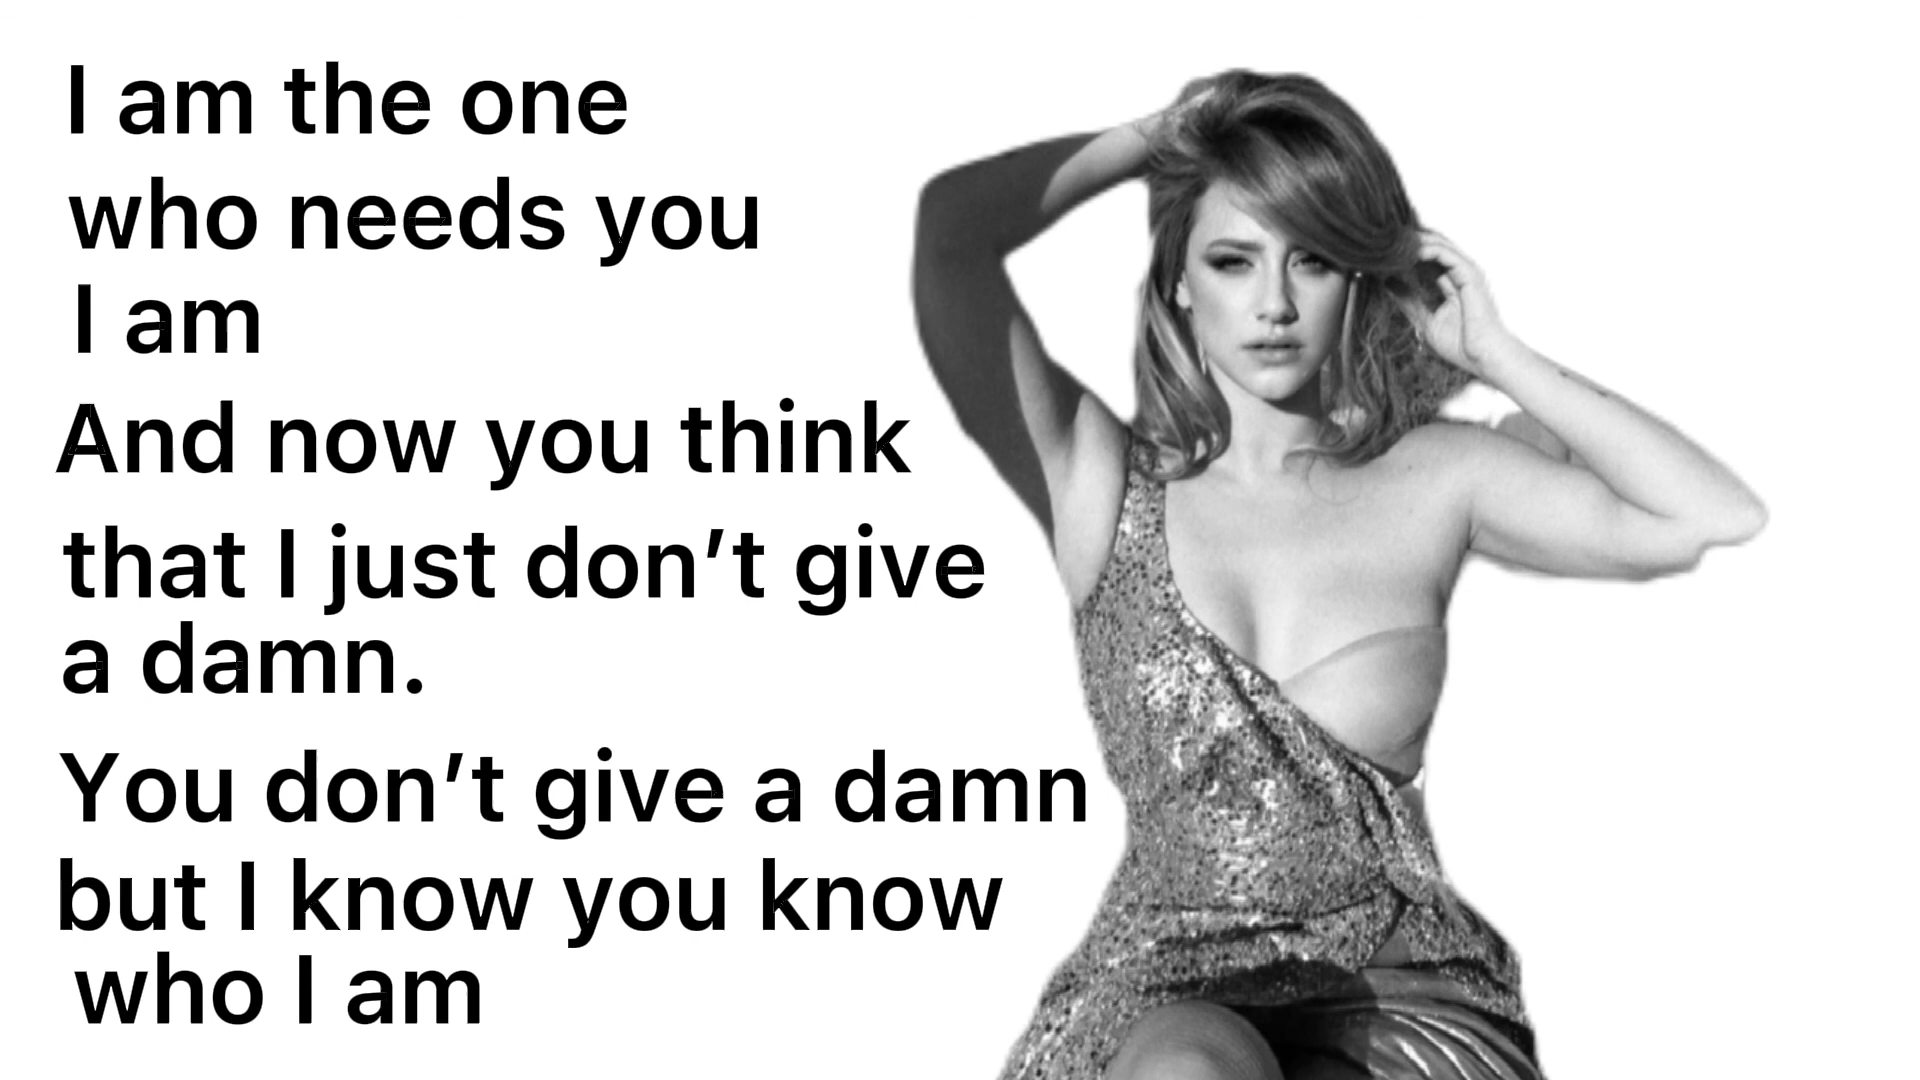 I am the one
who needs you
I am
And now you think
that I just don’t give
a damn.
You don’t give a damn
but I know you know
who I am